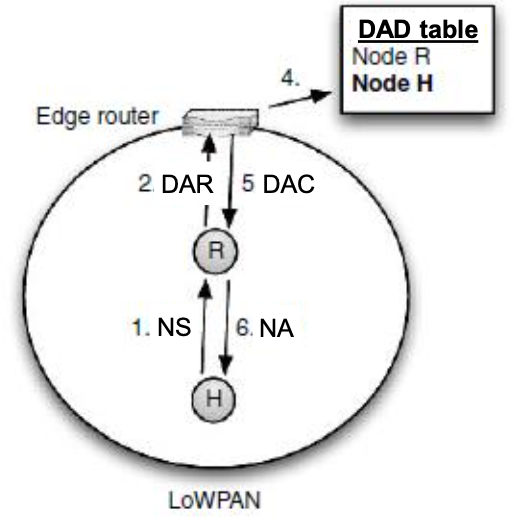 DAD table
Node R
Node H
4.
Edge router
2. DAR
5 DAC
R
1. NS
6. NA
H
LoWPAN